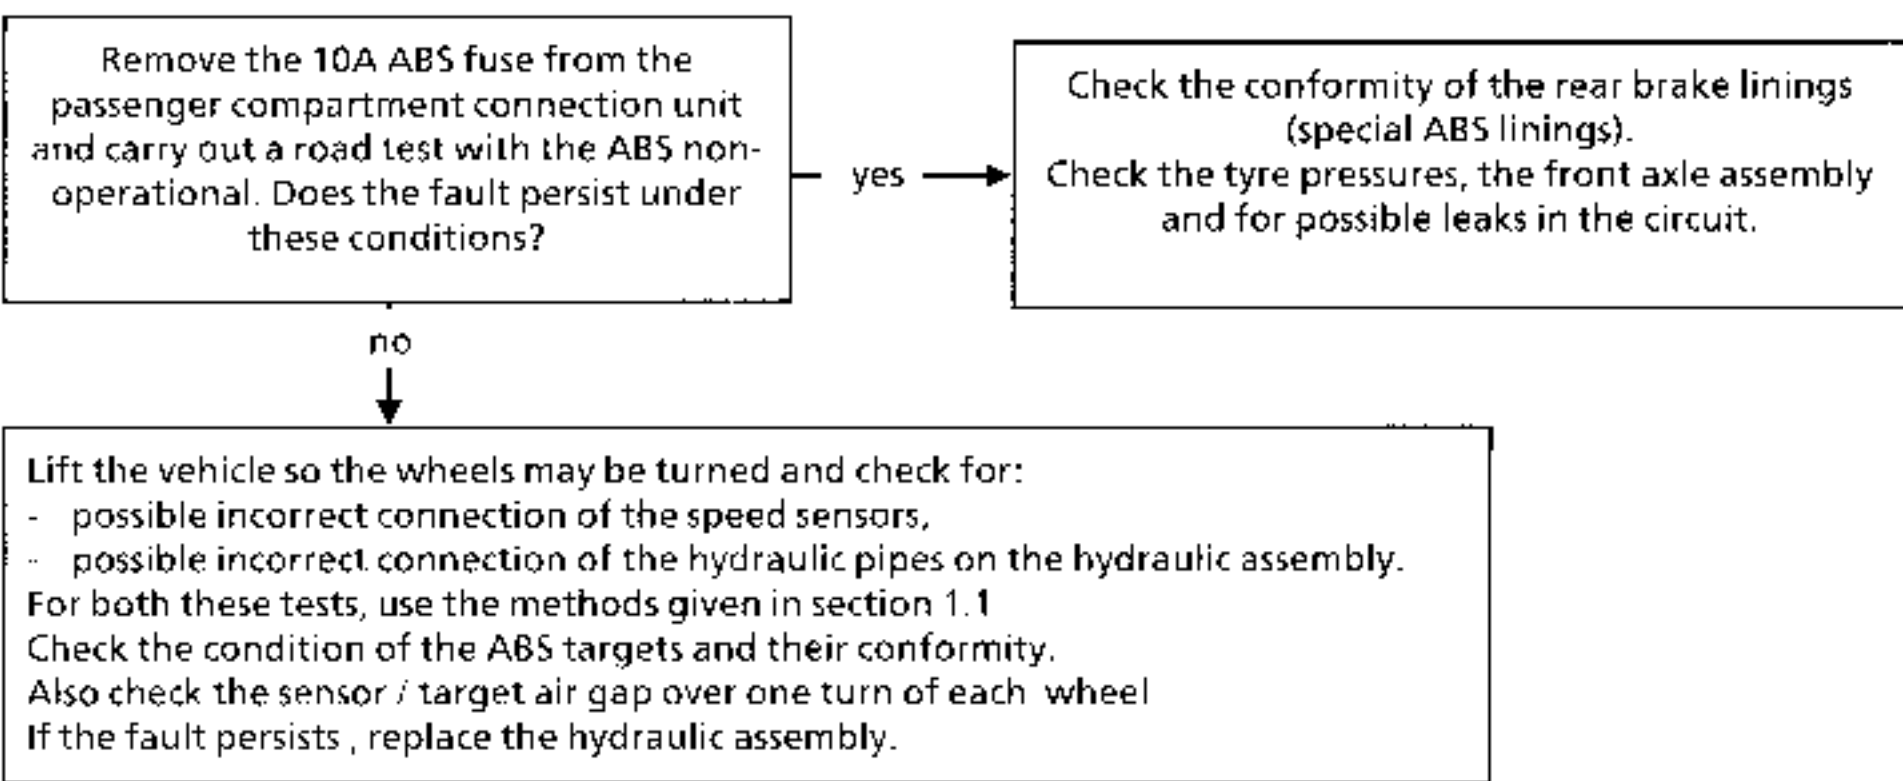 Remove the 10A ABS fuse from the
passenger compartment connection unit
and carry out a road test with the ABS non-
operational. Does the fault persist under
these conditions?
yes
Check the conformity of the rear brake linings
(special ABS linings).
Check the tyre pressures, the front axle assembly
and for possible leaks in the circuit.
no
Lift the vehicle so the wheels may be turned and check for:
- possible incorrect connection of the speed sensors,
- possible incorrect connection of the hydraulic pipes on the hydraulic assembly.
For both these tests, use the methods given in section 1.1
Check the condition of the ABS targets and their conformity.
Also check the sensor / target air gap over one turn of each wheel
If the fault persists , replace the hydraulic assembly.